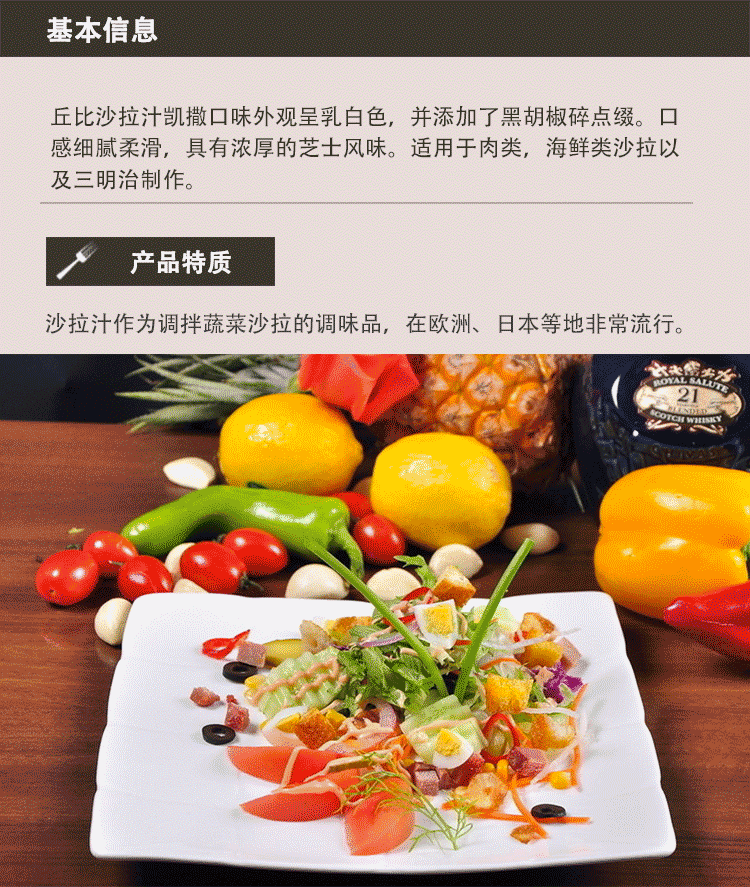 基本信息
丘比沙拉汁凯撒口味外观呈乳白色，并添加了黑胡椒碎点缀。口
感细腻柔滑，具有浓厚的芝士风味。适用于肉类，海鲜类沙拉以
及三明治制作。
产品特质
沙拉汁作为调拌蔬菜沙拉的调味品，在欧洲、日本等地非常流行。
ROYAL SALUTE
21
BLENDED
SCOTCH WHISKY